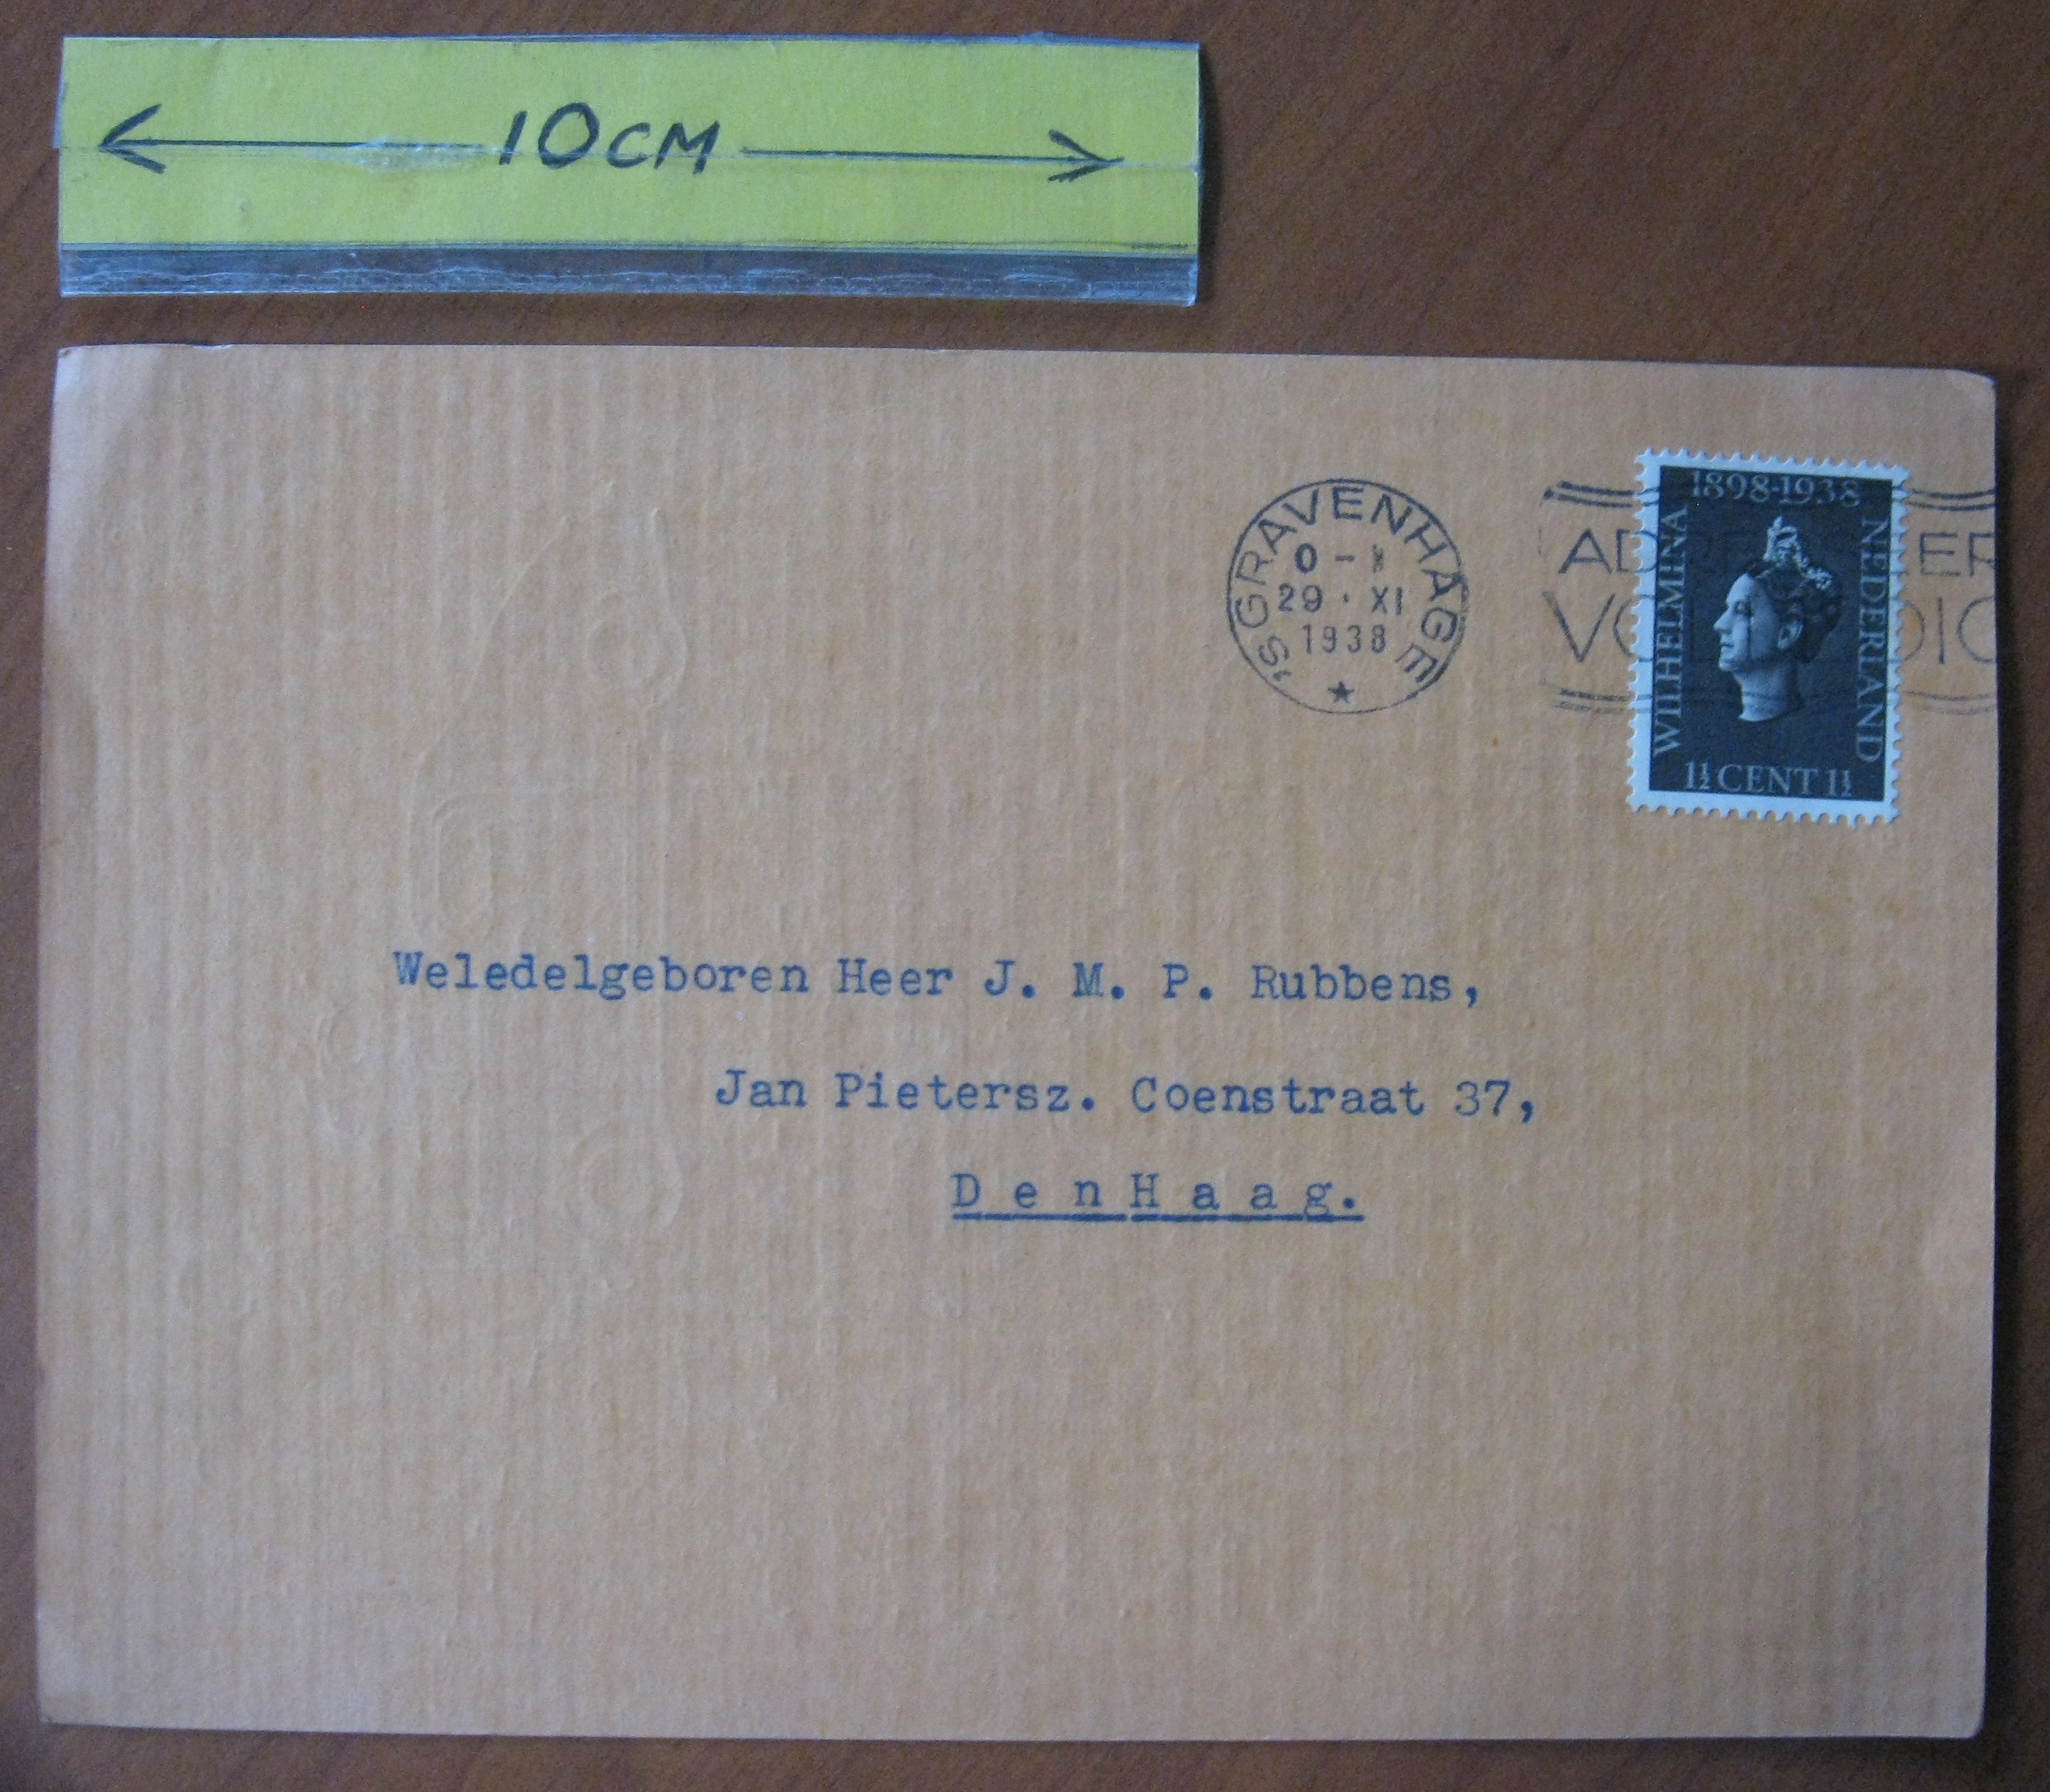 10CM
'S GRAVENHAGE
29 · XI
1938
1898-1938
WILHELMINA
NEDERLAND
1½ CENT 1½
Weledelgeboren Heer J. M. P. Rubbens,
Jan Pietersz. Coenstraat 37,
D e n H a a g.